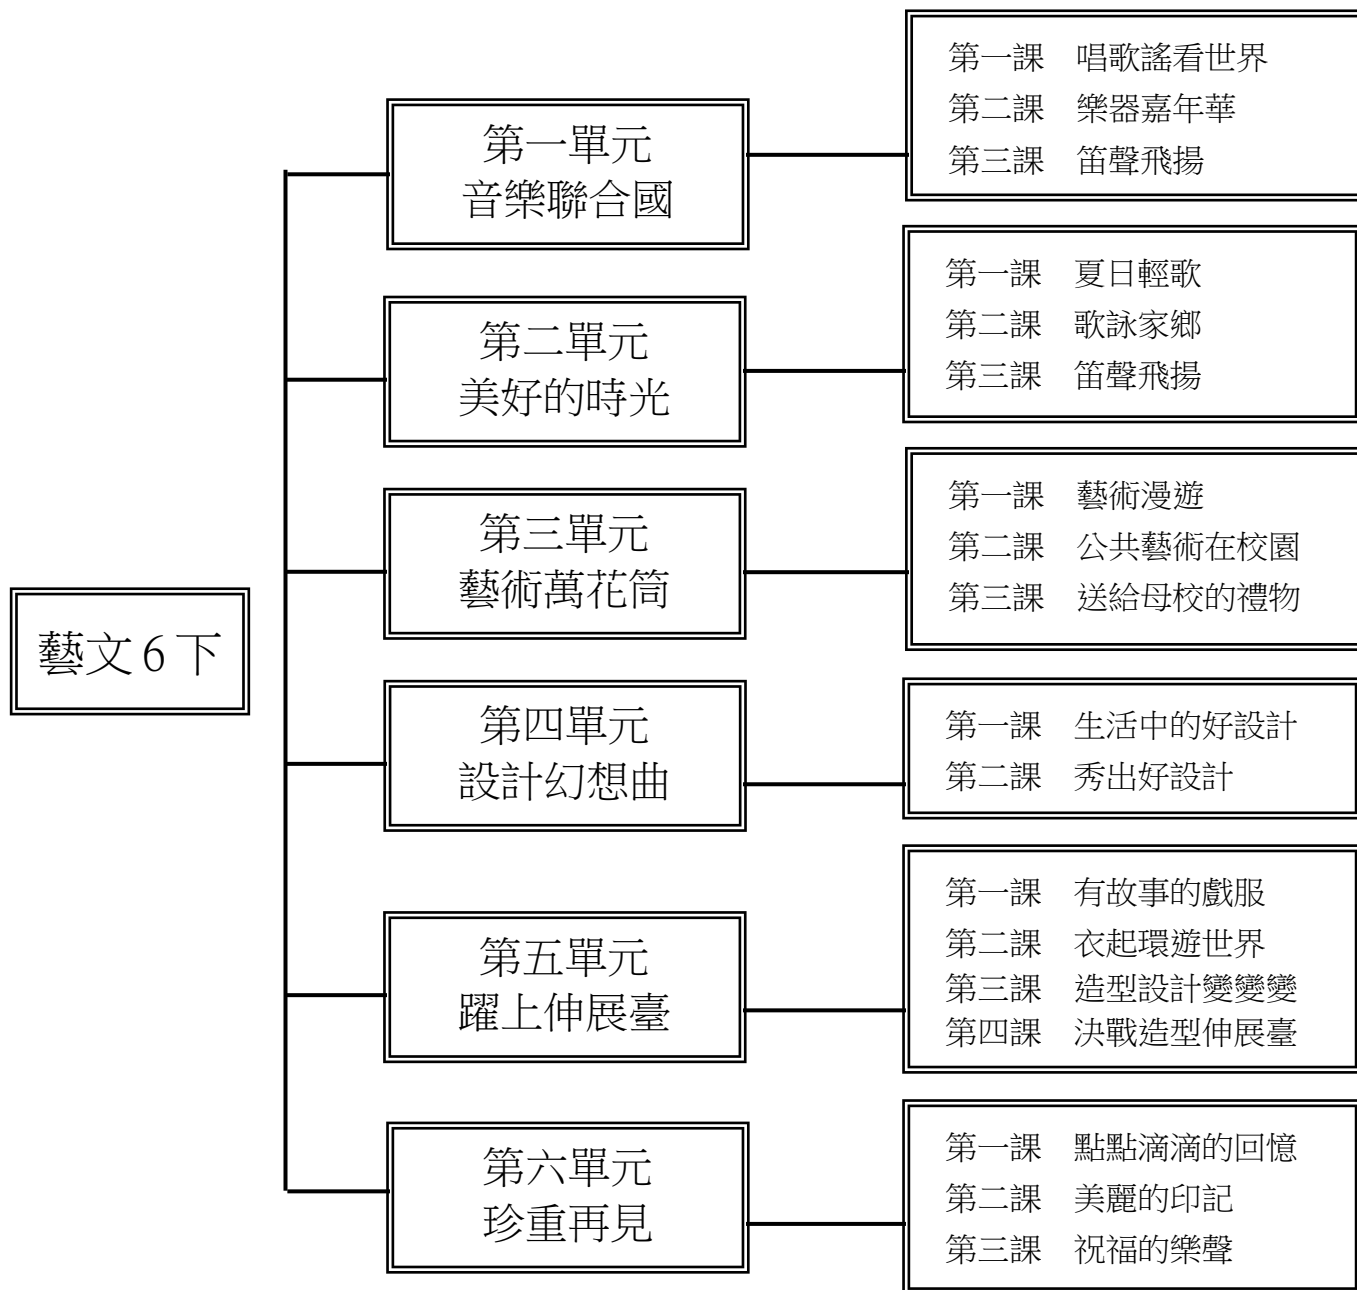 藝文6下
第一單元
音樂聯合國
第一課　唱歌謠看世界
第二課　樂器嘉年華
第三課　笛聲飛揚
第二單元
美好的時光
第一課　夏日輕歌
第二課　歌詠家鄉
第三課　笛聲飛揚
第三單元
藝術萬花筒
第一課　藝術漫遊
第二課　公共藝術在校園
第三課　送給母校的禮物
第四單元
設計幻想曲
第一課　生活中的好設計
第二課　秀出好設計
第五單元
躍上伸展臺
第一課　有故事的戲服
第二課　衣起環遊世界
第三課　造型設計變變變
第四課　決戰造型伸展臺
第六單元
珍重再見
第一課　點點滴滴的回憶
第二課　美麗的印記
第三課　祝福的樂聲